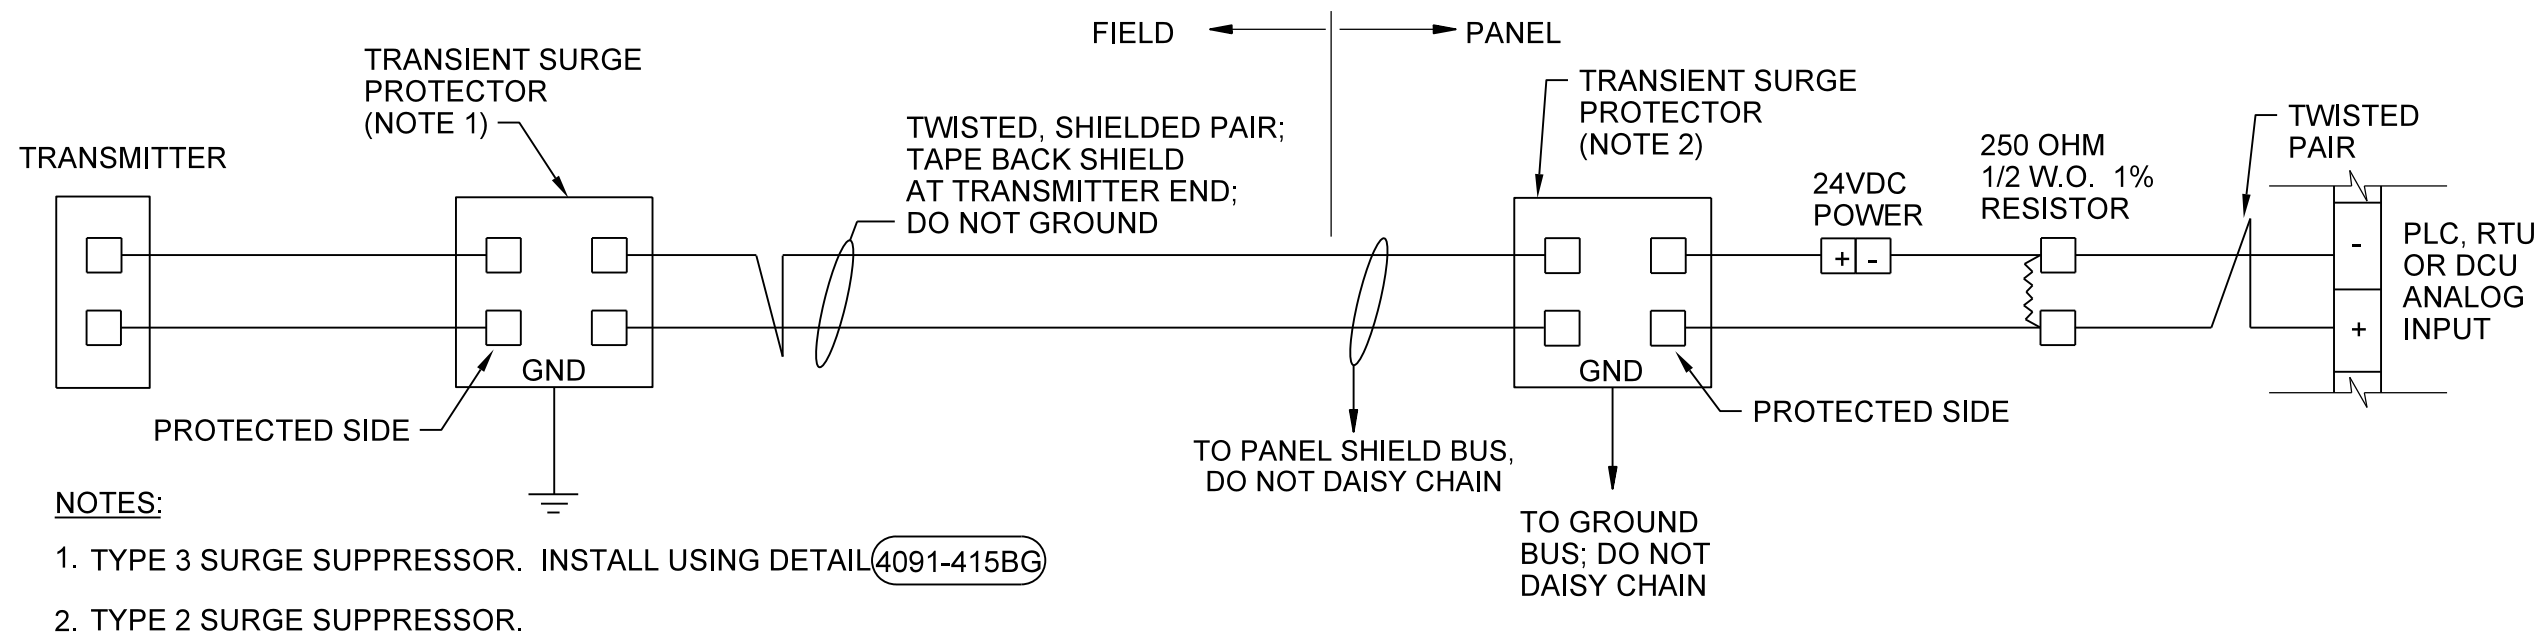 FIELD
PANEL
TRANSIENT SURGE
PROTECTOR
(NOTE 1)
TRANSIENT SURGE
PROTECTOR
(NOTE 2)
TWISTED, SHIELDED PAIR;
TAPE BACK SHIELD
AT TRANSMITTER END;
DO NOT GROUND
TWISTED
PAIR
250 OHM
1/2 W.O. 1%
RESISTOR
TRANSMITTER
24VDC
POWER
+ -
-
+
PLC, RTU
OR DCU
ANALOG
INPUT
GND
GND
PROTECTED SIDE
PROTECTED SIDE
TO PANEL SHIELD BUS,
DO NOT DAISY CHAIN
TO GROUND
BUS; DO NOT
DAISY CHAIN
NOTES:
1. TYPE 3 SURGE SUPPRESSOR. INSTALL USING DETAIL 4091-415BG
2. TYPE 2 SURGE SUPPRESSOR.